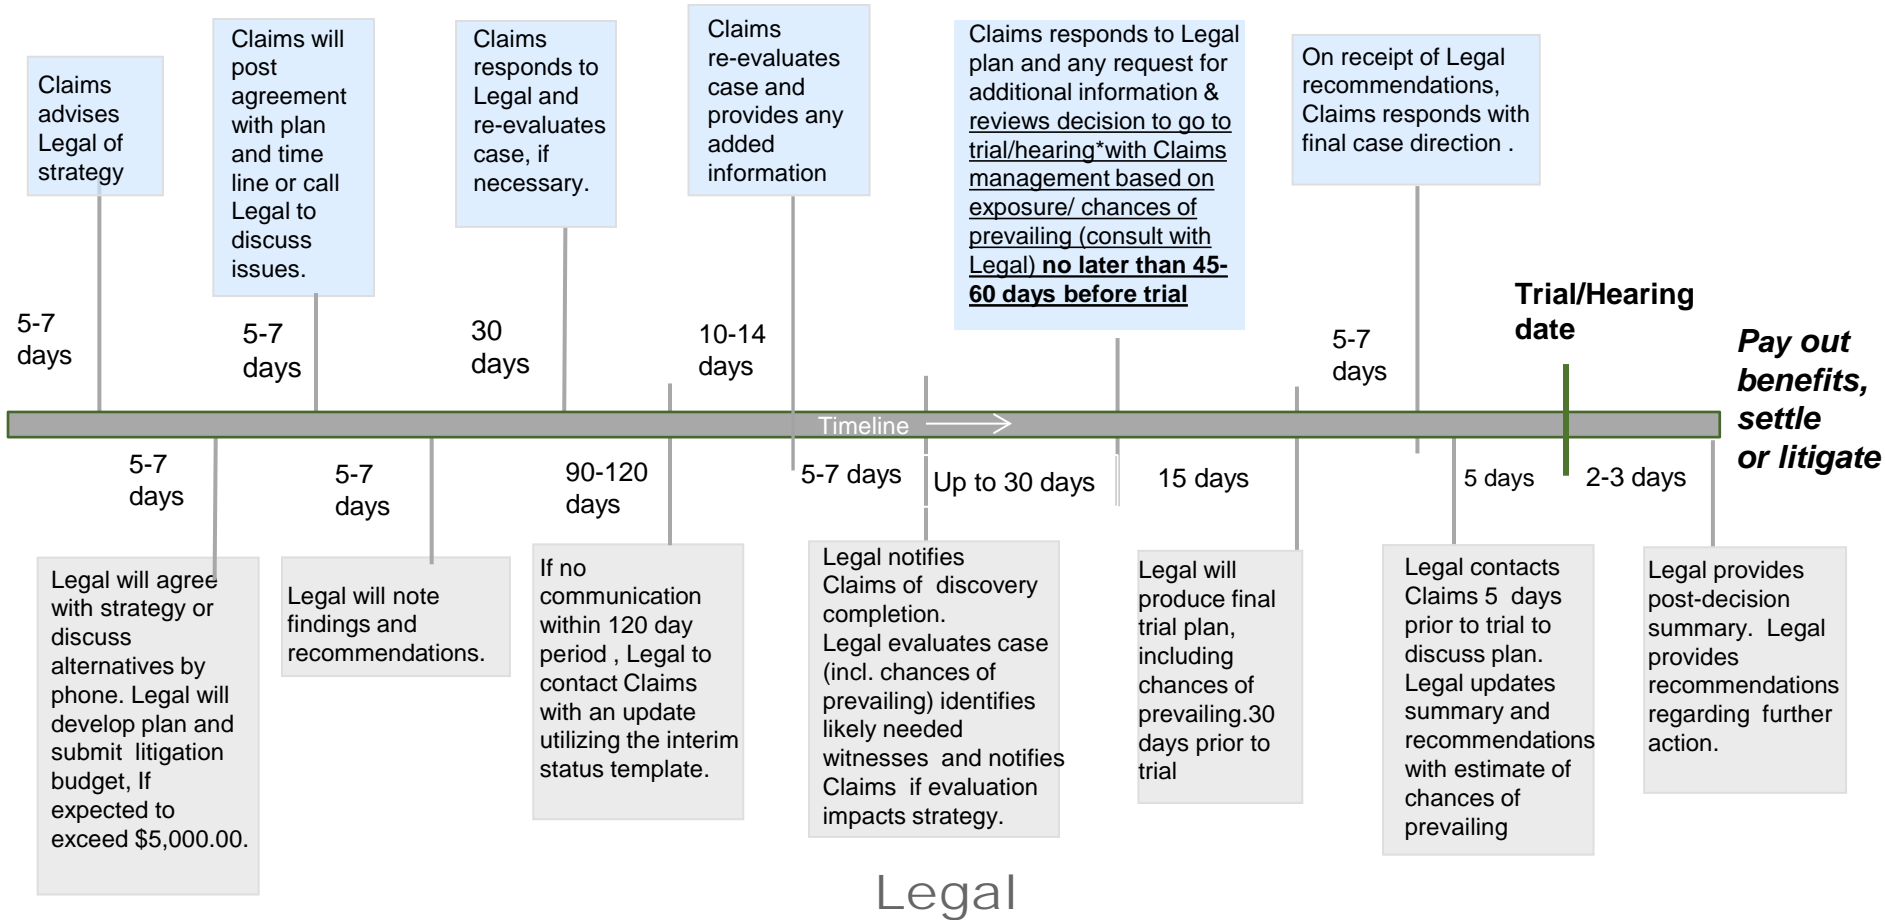 Claims
advises
Legal of
strategy
Claims will
post
agreement
with plan
and time
line or call
Legal to
discuss
issues.
Claims
responds to
Legal and
re-evaluates
case, if
necessary.
Claims
re-evaluates
case and
provides any
added
information
Claims responds to Legal
plan and any request for
additional information &
reviews decision to go to
trial/hearing*with Claims
management based on
exposure/ chances of
prevailing (consult with
Legal) no later than 45-
60 days before trial
On receipt of Legal
recommendations,
Claims responds with
final case direction .
5-7
days
5-7
days
30
days
10-14
days
5-7
days
Trial/Hearing
date
Pay out
benefits,
settle
or litigate
Timeline
5-7
days
5-7
days
90-120
days
5-7 days
Up to 30 days
15 days
5 days
2-3 days
Legal will agree
with strategy or
discuss
alternatives by
phone. Legal will
develop plan and
submit litigation
budget, If
expected to
exceed $5,000.00.
Legal will note
findings and
recommendations.
If no
communication
within 120 day
period , Legal to
contact Claims
with an update
utilizing the interim
status template.
Legal notifies
Claims of discovery
completion.
Legal evaluates case
(incl. chances of
prevailing) identifies
likely needed
witnesses and notifies
Claims if evaluation
impacts strategy.
Legal will
produce final
trial plan,
including
chances of
prevailing.30
days prior to
trial
Legal contacts
Claims 5 days
prior to trial to
discuss plan.
Legal updates
summary and
recommendations
with estimate of
chances of
prevailing
Legal provides
post-decision
summary. Legal
provides
recommendations
regarding further
action.
Legal